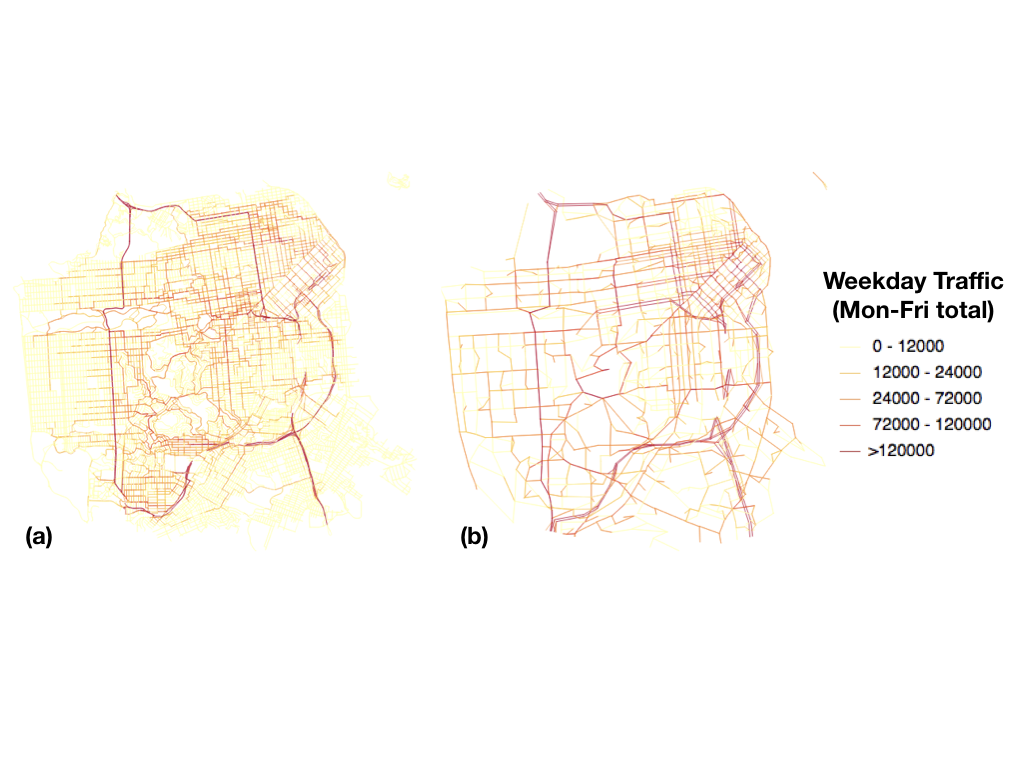 Weekday Traffic
(Mon-Fri total)
0 - 12000
12000 - 24000
24000 - 72000
72000 - 120000
>120000
(a)
(b)